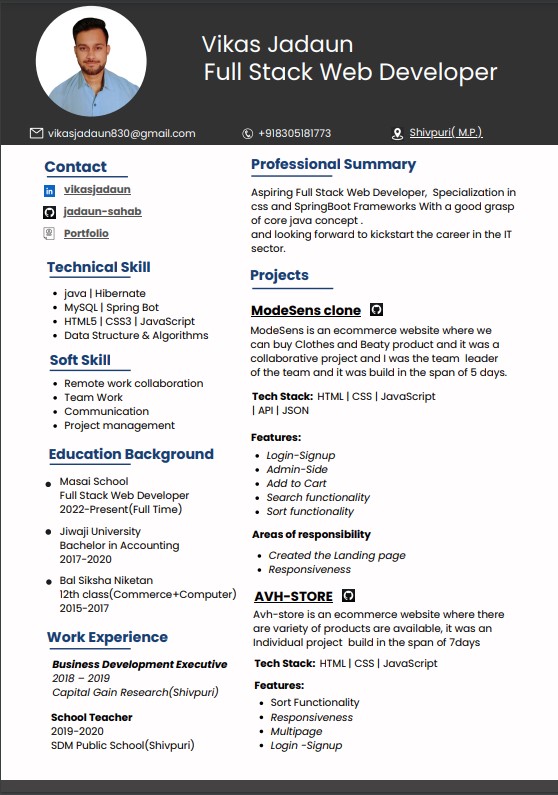 Vikas Jadaun
Full Stack Web Developer
vikasjadaun830@gmail.com
+918305181773
Shivpuri( M.P.)
Contact
vikasjadaun
jadaun-sahab
Portfolio
Technical Skill
java | Hibernate
MySQL | Spring Bot
HTML5 | CSS3 | JavaScript
Data Structure & Algorithms
Soft Skill
Remote work collaboration
Team Work
Communication
Project management
Education Background
Masai School
Full Stack Web Developer
2022-Present(Full Time)
Jiwaji University
Bachelor in Accounting
2017-2020
Bal Siksha Niketan
12th class(Commerce+Computer)
2015-2017
Work Experience
Business Development Executive
2018 – 2019
Capital Gain Research(Shivpuri)
School Teacher
2019-2020
SDM Public School(Shivpuri)
Professional Summary
Aspiring Full Stack Web Developer, Specialization in
css and SpringBoot Frameworks With a good grasp
of core java concept .
and looking forward to kickstart the career in the IT
sector.
Projects
ModeSens clone
ModeSens is an ecommerce website where we
can buy Clothes and Beaty product and it was a
collaborative project and I was the team leader
of the team and it was build in the span of 5 days.
Tech Stack: HTML | CSS | JavaScript
| API | JSON
Features:
Login-Signup
Admin-Side
Add to Cart
Search functionality
Sort functionality
Areas of responsibility
Created the Landing page
Responsiveness
AVH-STORE
Avh-store is an ecommerce website where there
are variety of products are available, it was an
Individual project build in the span of 7days
Tech Stack: HTML | CSS | JavaScript
Features:
Sort Functionality
Responsiveness
Multipage
Login -Signup